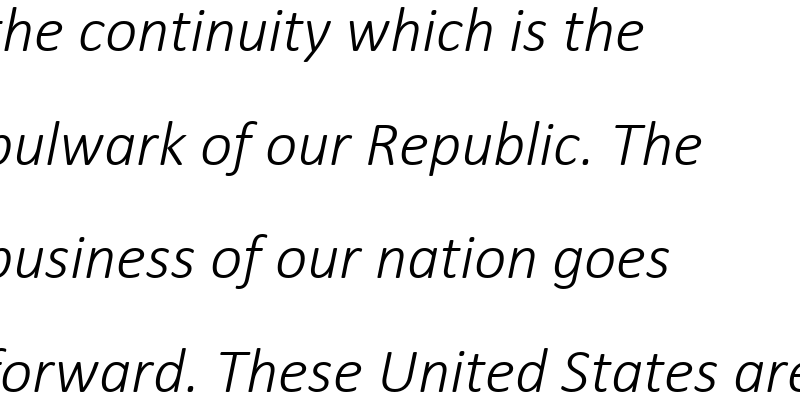 the continuity which is the
bulwark of our Republic. The
business of our nation goes
forward. These United States are